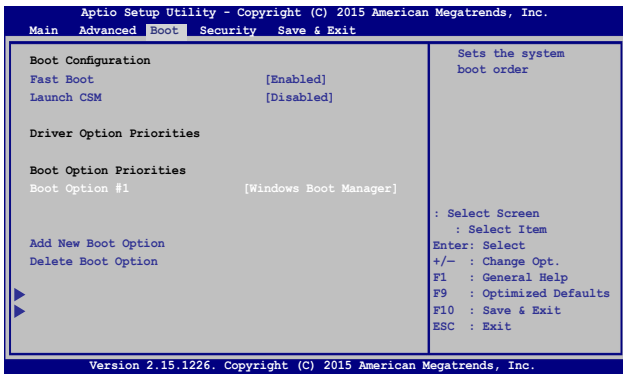 Aptio Setup Utility - Copyright (C) 2015 American Megatrends, Inc.
Main Advanced Boot Security Save & Exit
Boot Configuration
Fast Boot [Enabled]
Launch CSM [Disabled]
Driver Option Priorities
Boot Option Priorities
Boot Option #1 [Windows Boot Manager]
Add New Boot Option
Delete Boot Option
Sets the system
boot order
: Select Screen
: Select Item
Enter: Select
+/— : Change Opt.
F1 : General Help
F9 : Optimized Defaults
F10 : Save & Exit
ESC : Exit
Version 2.15.1226. Copyright (C) 2015 American Megatrends, Inc.